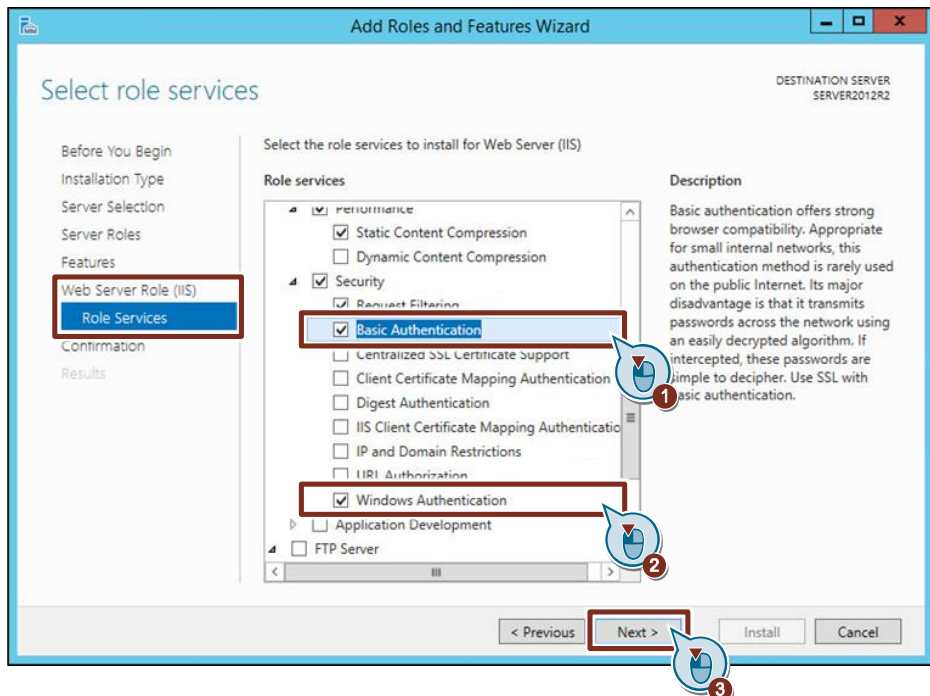 Add Roles and Features Wizard
Select role services
DESTINATION SERVER
SERVER2012R2
Before You Begin
Installation Type
Server Selection
Server Roles
Features
Web Server Role (IIS)
Role Services
Confirmation
Results
Select the role services to install for Web Server (IIS)
Role services
Performance
Static Content Compression
Dynamic Content Compression
Security
Request Filtering
Basic Authentication
Centralized SSL Certificate Support
Client Certificate Mapping Authentication
Digest Authentication
IIS Client Certificate Mapping Authenticatio
IP and Domain Restrictions
URL Authorization
Windows Authentication
Application Development
FTP Server
Description
Basic authentication offers strong
browser compatibility. Appropriate
for small internal networks, this
authentication method is rarely used
on the public Internet. Its major
disadvantage is that it transmits
passwords across the network using
an easily decrypted algorithm. If
intercepted, these passwords are
simple to decipher. Use SSL with
basic authentication.
1
2
< Previous
Next >
Install
Cancel
3